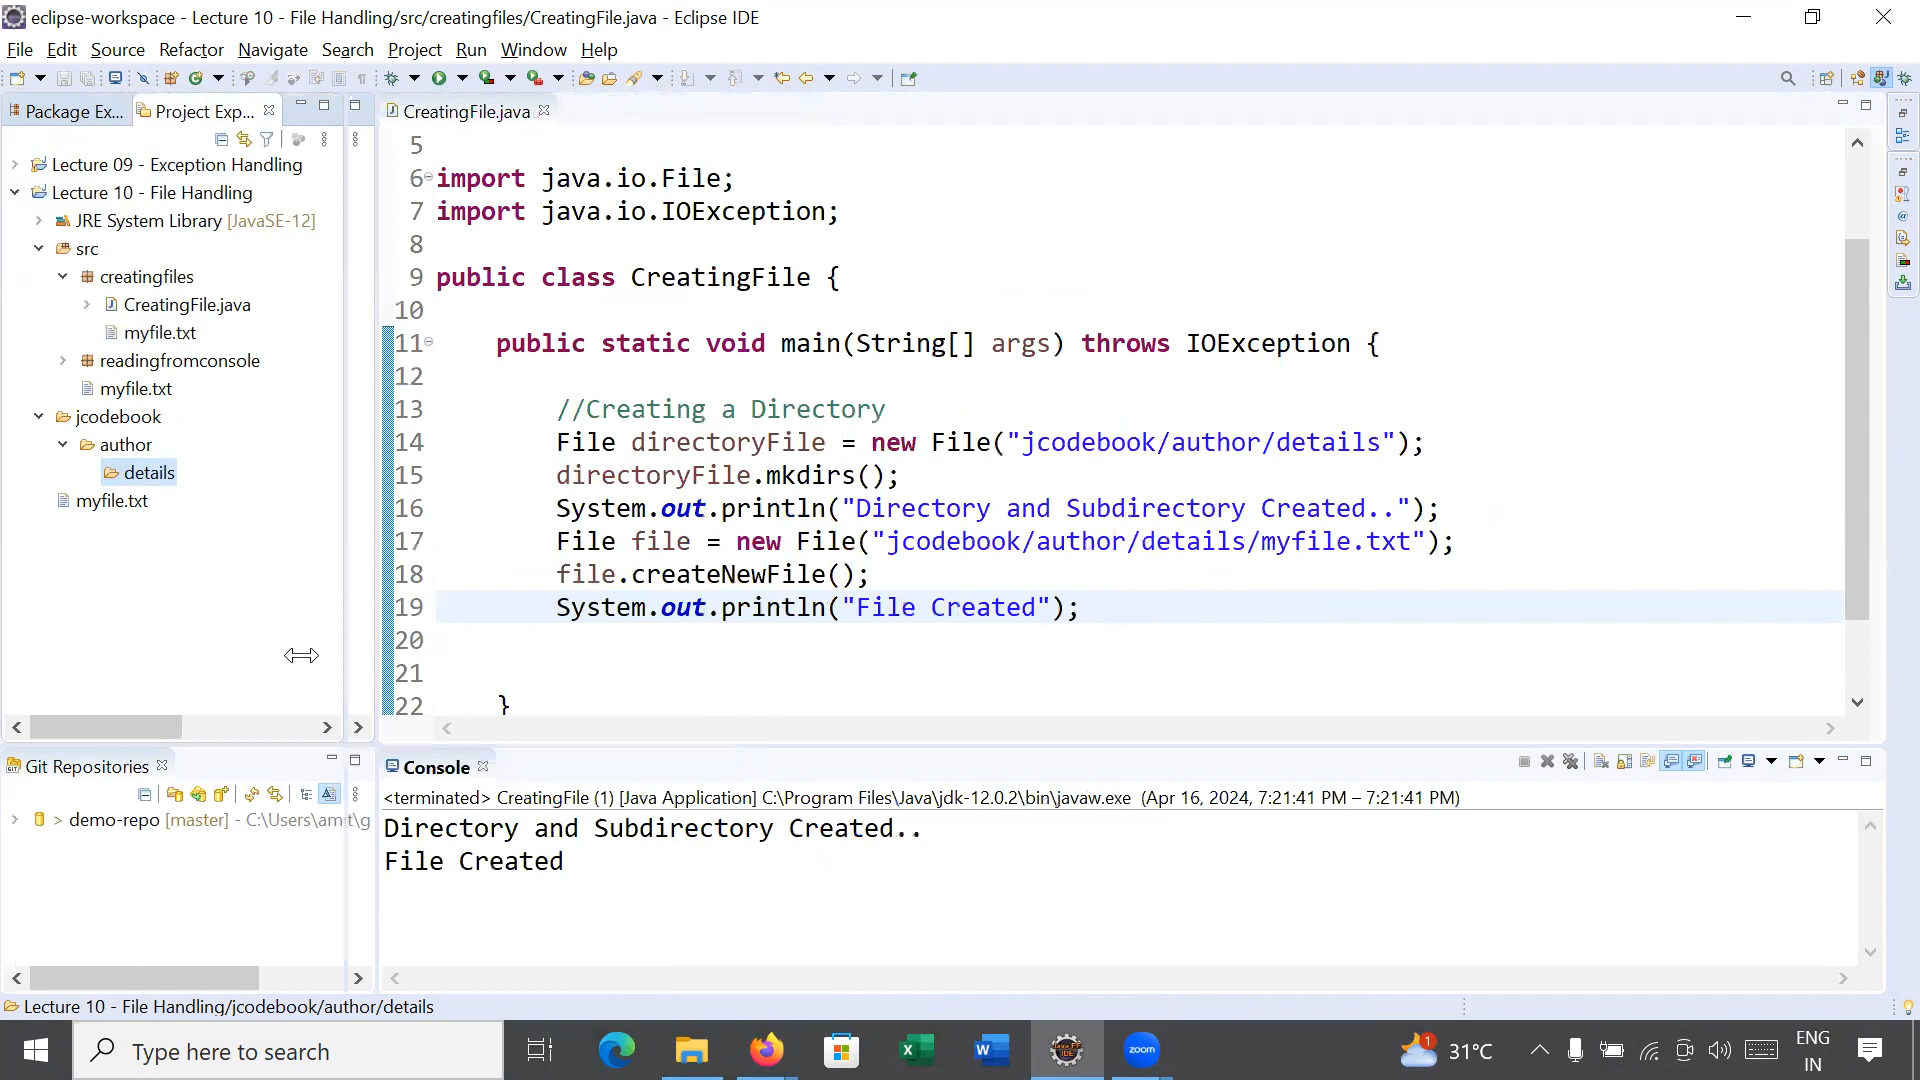 eclipse-workspace - Lecture 10 - File Handling/src/creatingfiles/CreatingFile.java - Eclipse IDE
File Edit Source Refactor Navigate Search Project Run Window Help
Package Ex... Project Exp... CreatingFile.java
Lecture 09 - Exception Handling
Lecture 10 - File Handling
JRE System Library [JavaSE-12]
src
creatingfiles
CreatingFile.java
myfile.txt
readingfromconsole
myfile.txt
jcodebook
author
details
myfile.txt
5
6 import java.io.File;
7 import java.io.IOException;
8
9 public class CreatingFile {
10
11 public static void main(String[] args) throws IOException {
12
13 //Creating a Directory
14 File directoryFile = new File("jcodebook/author/details");
15 directoryFile.mkdirs();
16 System.out.println("Directory and Subdirectory Created..");
17 File file = new File("jcodebook/author/details/myfile.txt");
18 file.createNewFile();
19 System.out.println("File Created");
20
21
22 }
Git Repositories
> demo-repo [master] - C:\Users\amit\g
Console
<terminated> CreatingFile (1) [Java Application] C:\Program Files\Java\jdk-12.0.2\bin\javaw.exe (Apr 16, 2024, 7:21:41 PM – 7:21:41 PM)
Directory and Subdirectory Created..
File Created
Lecture 10 - File Handling/jcodebook/author/details
Type here to search
zoom
1
31°C
ENG
IN